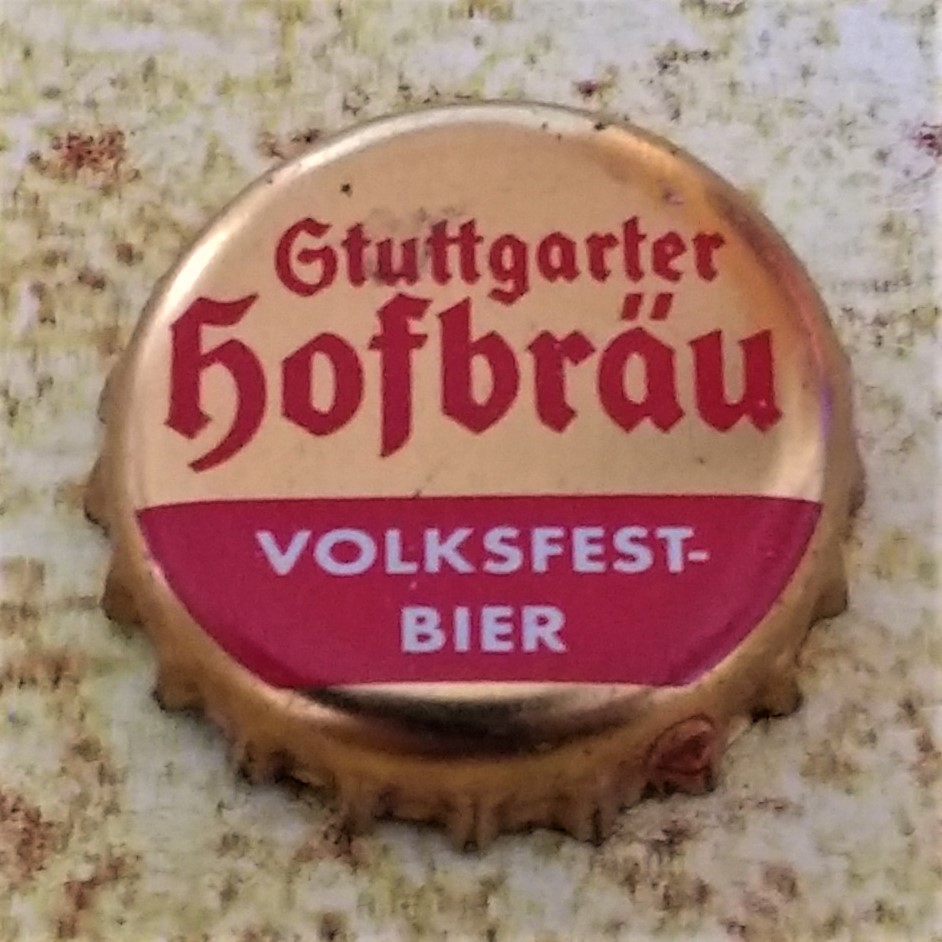 Stuttgarter
Hofbräu
VOLKSFEST-
BIER